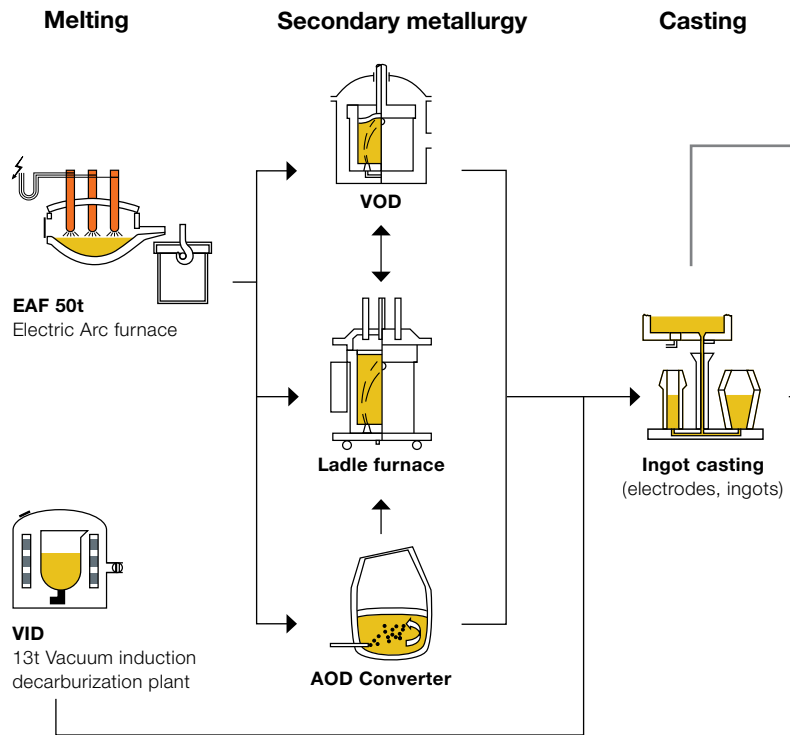 Melting
Secondary metallurgy
Casting
VOD
EAF 50t
Electric Arc furnace
Ladle furnace
Ingot casting
(electrodes, ingots)
VID
13t Vacuum induction
decarburization plant
AOD Converter